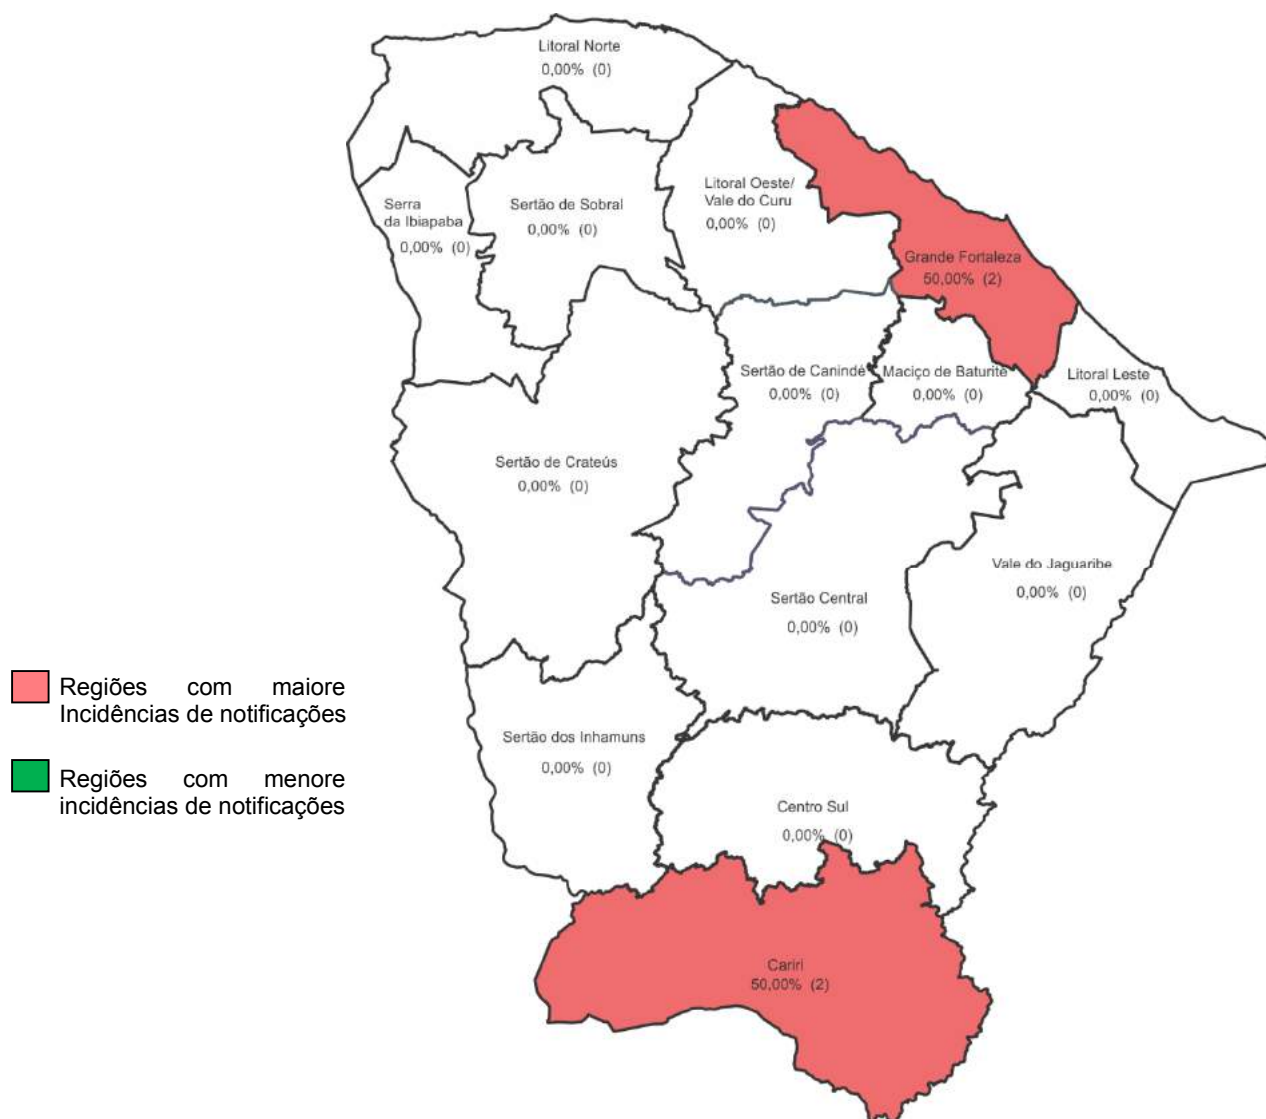 Litoral Norte
0,00% (0)
Litoral Oeste/
Vale do Curu
0,00% (0)
Serra
da Ibiapaba
0,00% (0)
Sertão de Sobral
0,00% (0)
Grande Fortaleza
50,00% (2)
Sertão de Canindé
0,00% (0)
Maciço de Baturité
0,00% (0)
Litoral Leste
0,00% (0)
Sertão de Crateús
0,00% (0)
Vale do Jaguaribe
0,00% (0)
Sertão Central
0,00% (0)
Regiões com maiore
Incidências de notificações
Sertão dos Inhamuns
0,00% (0)
Regiões com menore
incidências de notificações
Centro Sul
0,00% (0)
Cariri
50,00% (2)